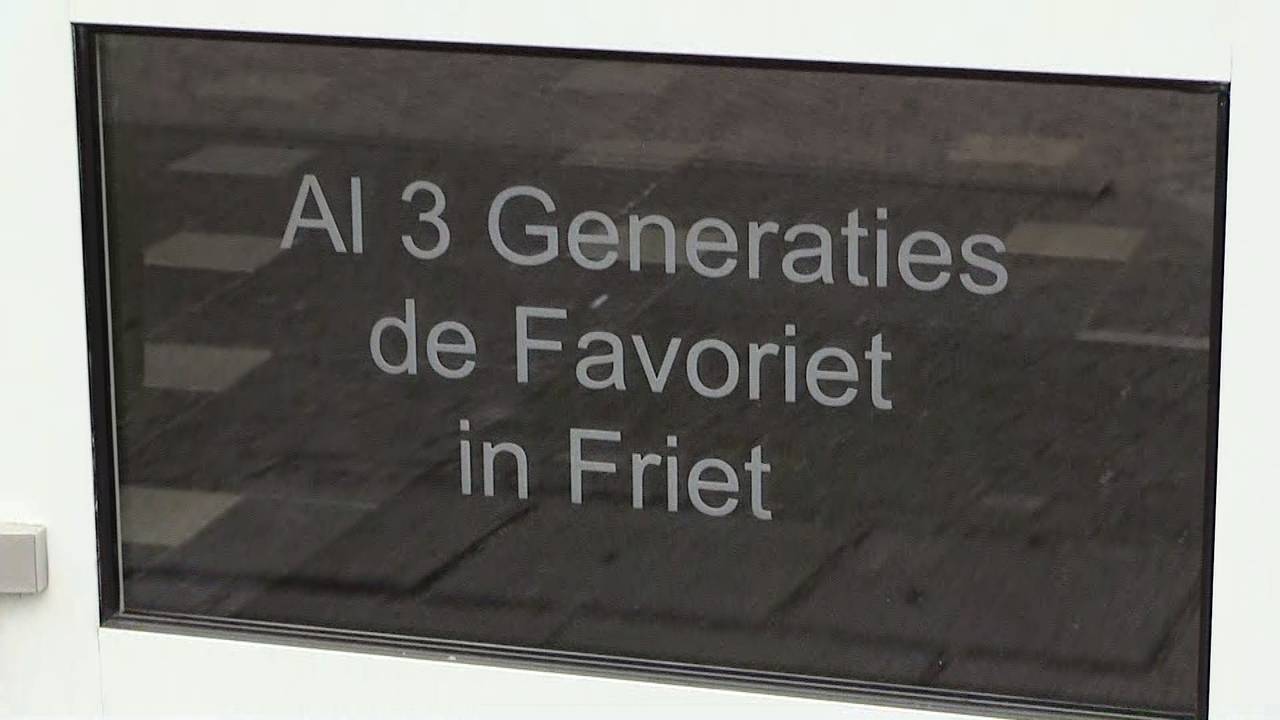 Al 3 Generaties
de Favoriet
in Friet